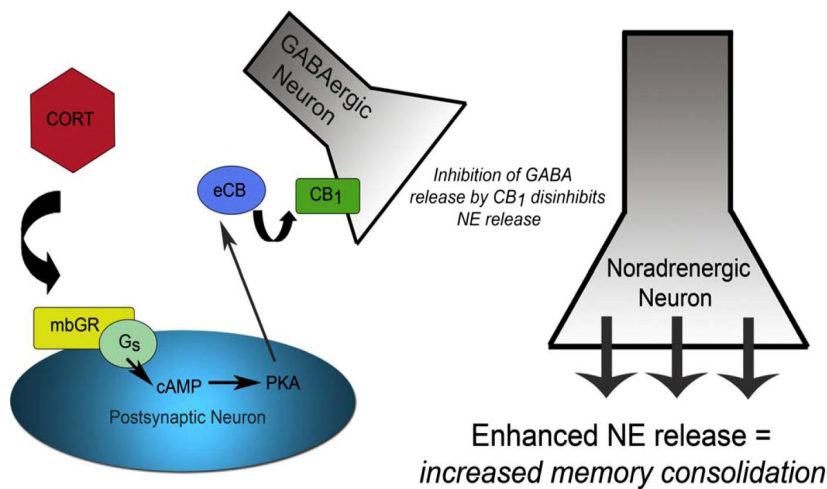 CORT
GABAergic
Neuron
eCB
CB1
Inhibition of GABA
release by CB1 disinhibits
NE release
Noradrenergic
Neuron
mbGR
Gs
cAMP
PKA
Postsynaptic Neuron
Enhanced NE release =
increased memory consolidation